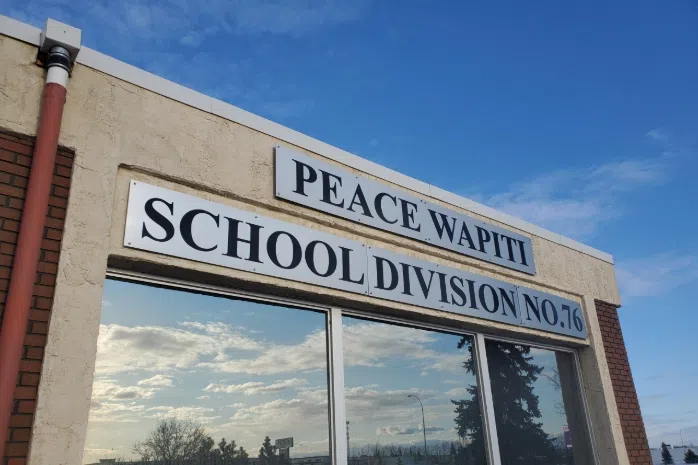 PEACE WAPITI
SCHOOL DIVISION NO.76